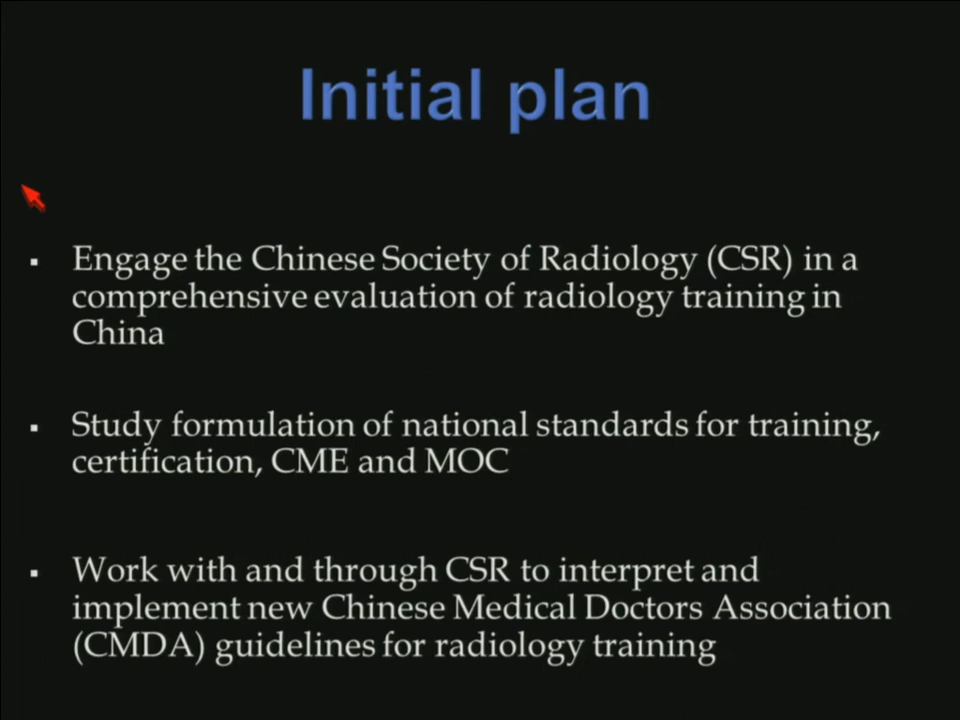 Initial plan
▪ Engage the Chinese Society of Radiology (CSR) in a
comprehensive evaluation of radiology training in
China
▪ Study formulation of national standards for training,
certification, CME and MOC
▪ Work with and through CSR to interpret and
implement new Chinese Medical Doctors Association
(CMDA) guidelines for radiology training